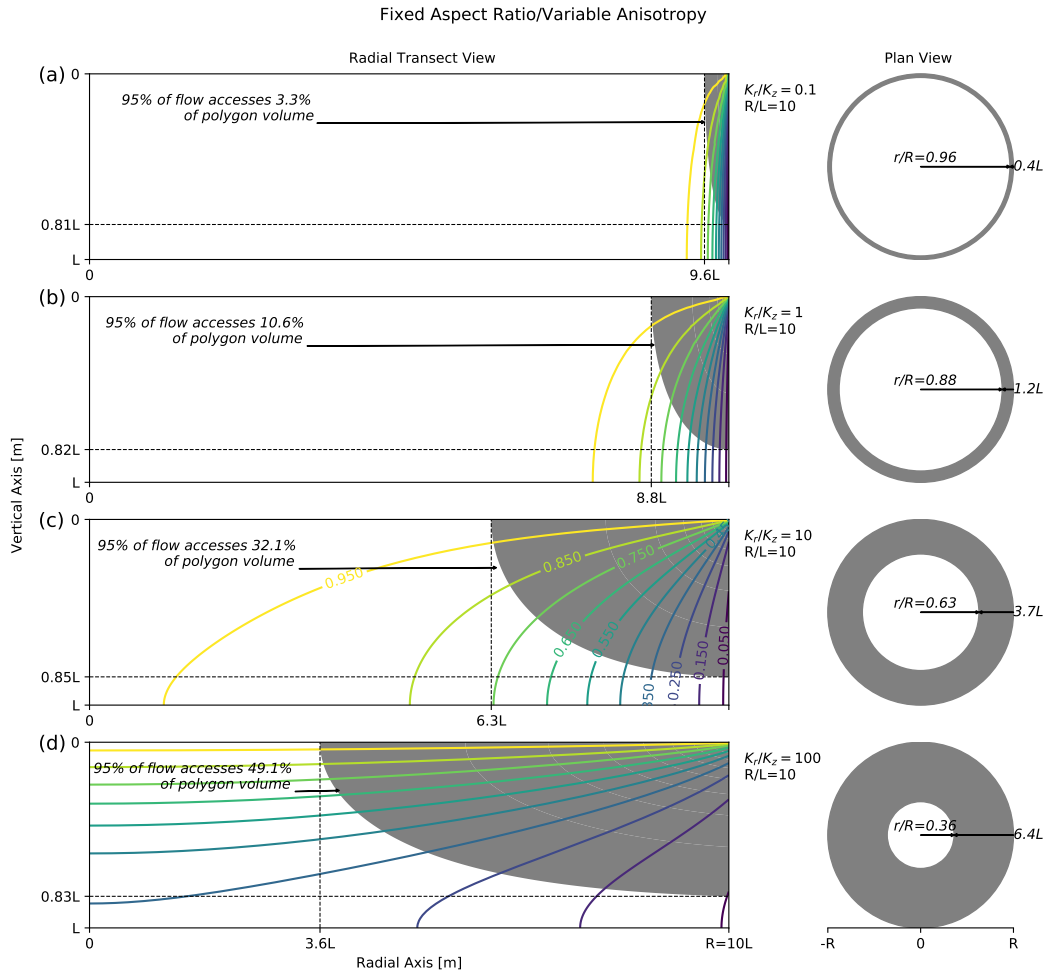 Fixed Aspect Ratio/Variable Anisotropy
Radial Transect View
Plan View
Vertical Axis [m]
(a)
0
0.81L
L
95% of flow accesses 3.3%
of polygon volume
0
9.6L
K_r/K_z = 0.1
R/L=10
r/R=0.96
0.4L
(b)
0
0.82L
L
95% of flow accesses 10.6%
of polygon volume
0
8.8L
K_r/K_z = 1
R/L=10
r/R=0.88
1.2L
(c)
0
0.85L
L
95% of flow accesses 32.1%
of polygon volume
0.950
0.850
0.750
0.650
0.550
350
0.250
0.150
0.050
0
6.3L
K_r/K_z = 10
R/L=10
r/R=0.63
3.7L
(d)
0
0.83L
L
95% of flow accesses 49.1%
of polygon volume
0
3.6L
R=10L
Radial Axis [m]
K_r/K_z = 100
R/L=10
r/R=0.36
6.4L
-R
0
R